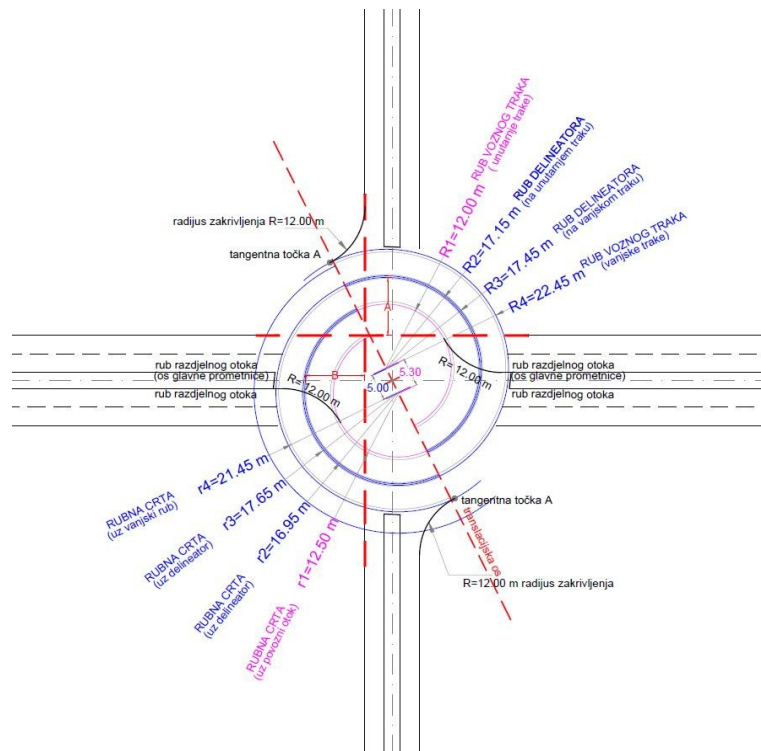 R1=12.00 m RUB VOZNOG TRAKA
( unutarnje trake)
R2=17.15 m RUB DELINEATORA
(na unutarnjem traku)
R3=17.45 m RUB DELINEATORA
(na vanjskom traku)
R4=22.45 m RUB VOZNOG TRAKA
(vanjske trake)
radijus zakrivljenja R=12.00 m
tangentna točka A
A
rub razdjelnog otoka
(os glavne prometnice)
rub razdjelnog otoka
B
R= 12.00 m
5.00
5.30
R= 12.00 m
rub razdjelnog otoka
(os glavne prometnice)
rub razdjelnog otoka
RUBNA CRTA
(uz vanjski rub)
r4=21.45 m
RUBNA CRTA
(uz delineator)
r3=17.65 m
RUBNA CRTA
(uz delineator)
r2=16.95 m
RUBNA CRTA
(uz povozni otok)
r1=12.50 m
tangentna točka A
translacijska os
R=12.00 m radijus zakrivljenja